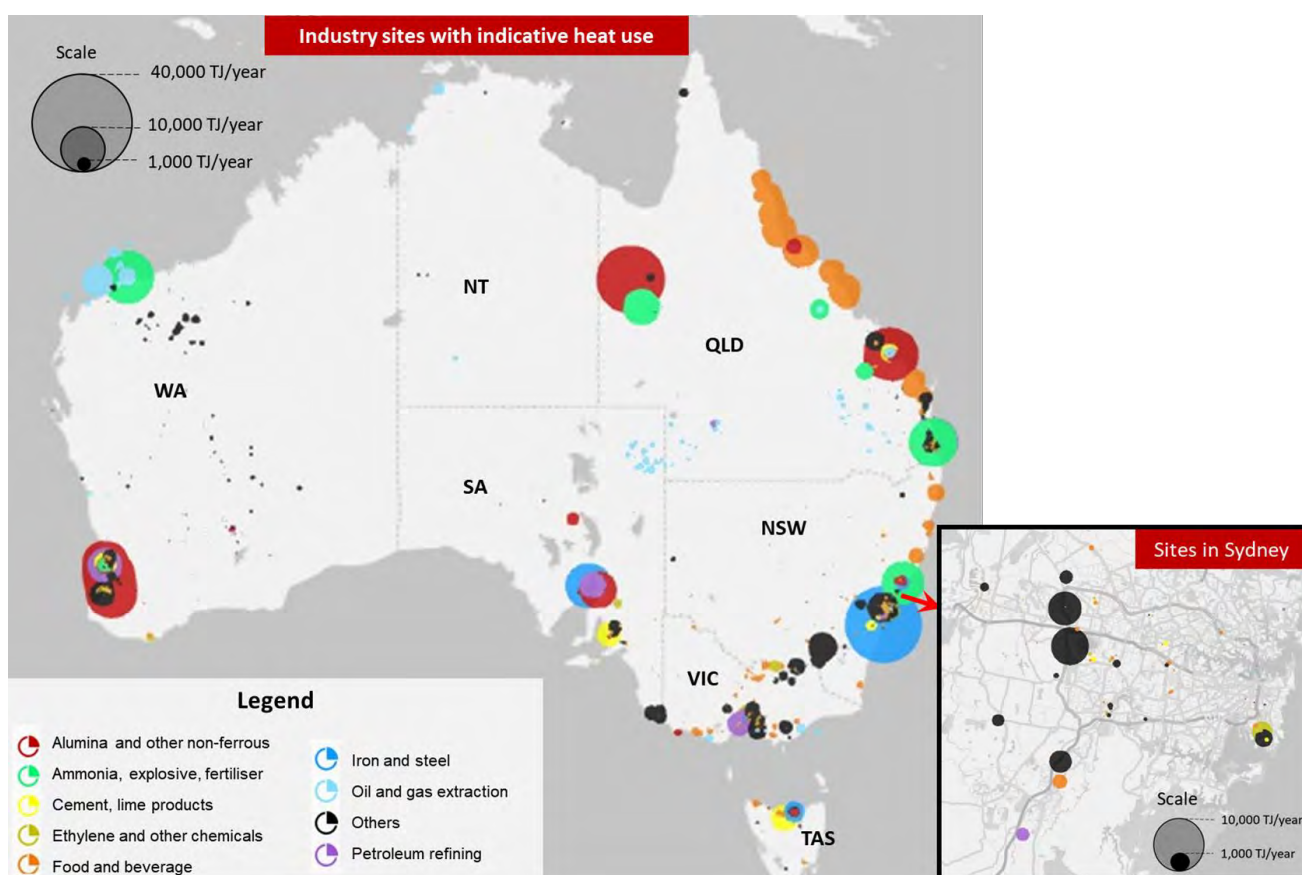 Industry sites with indicative heat use
Scale
40,000 TJ/year
10,000 TJ/year
1,000 TJ/year
NT
QLD
WA
SA
NSW
VIC
TAS
Sites in Sydney
Scale
10,000 TJ/year
1,000 TJ/year
Legend
Alumina and other non-ferrous
Ammonia, explosive, fertiliser
Cement, lime products
Ethylene and other chemicals
Food and beverage
Iron and steel
Oil and gas extraction
Others
Petroleum refining